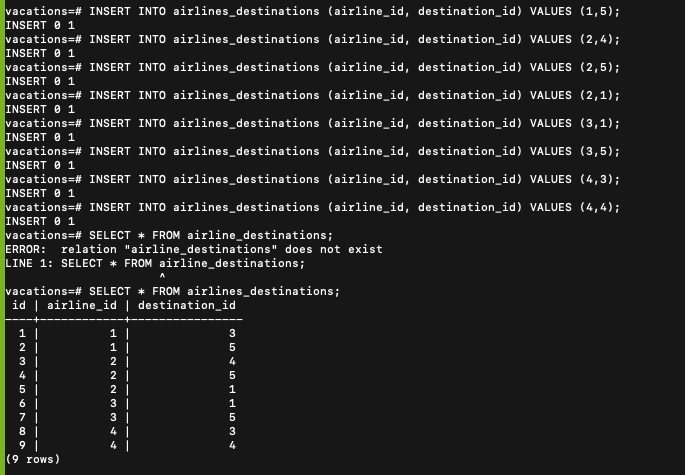 vacations=# INSERT INTO airlines_destinations (airline_id, destination_id) VALUES (1,5);
INSERT 0 1
vacations=# INSERT INTO airlines_destinations (airline_id, destination_id) VALUES (2,4);
INSERT 0 1
vacations=# INSERT INTO airlines_destinations (airline_id, destination_id) VALUES (2,5);
INSERT 0 1
vacations=# INSERT INTO airlines_destinations (airline_id, destination_id) VALUES (2,1);
INSERT 0 1
vacations=# INSERT INTO airlines_destinations (airline_id, destination_id) VALUES (3,1);
INSERT 0 1
vacations=# INSERT INTO airlines_destinations (airline_id, destination_id) VALUES (3,5);
INSERT 0 1
vacations=# INSERT INTO airlines_destinations (airline_id, destination_id) VALUES (4,3);
INSERT 0 1
vacations=# INSERT INTO airlines_destinations (airline_id, destination_id) VALUES (4,4);
INSERT 0 1
vacations=# SELECT * FROM airline_destinations;
ERROR:  relation "airline_destinations" does not exist
LINE 1: SELECT * FROM airline_destinations;
                      ^
vacations=# SELECT * FROM airlines_destinations;
 id | airline_id | destination_id
----+------------+----------------
  1 |          1 |              3
  2 |          1 |              5
  3 |          2 |              4
  4 |          2 |              5
  5 |          2 |              1
  6 |          3 |              1
  7 |          3 |              5
  8 |          4 |              3
  9 |          4 |              4
(9 rows)